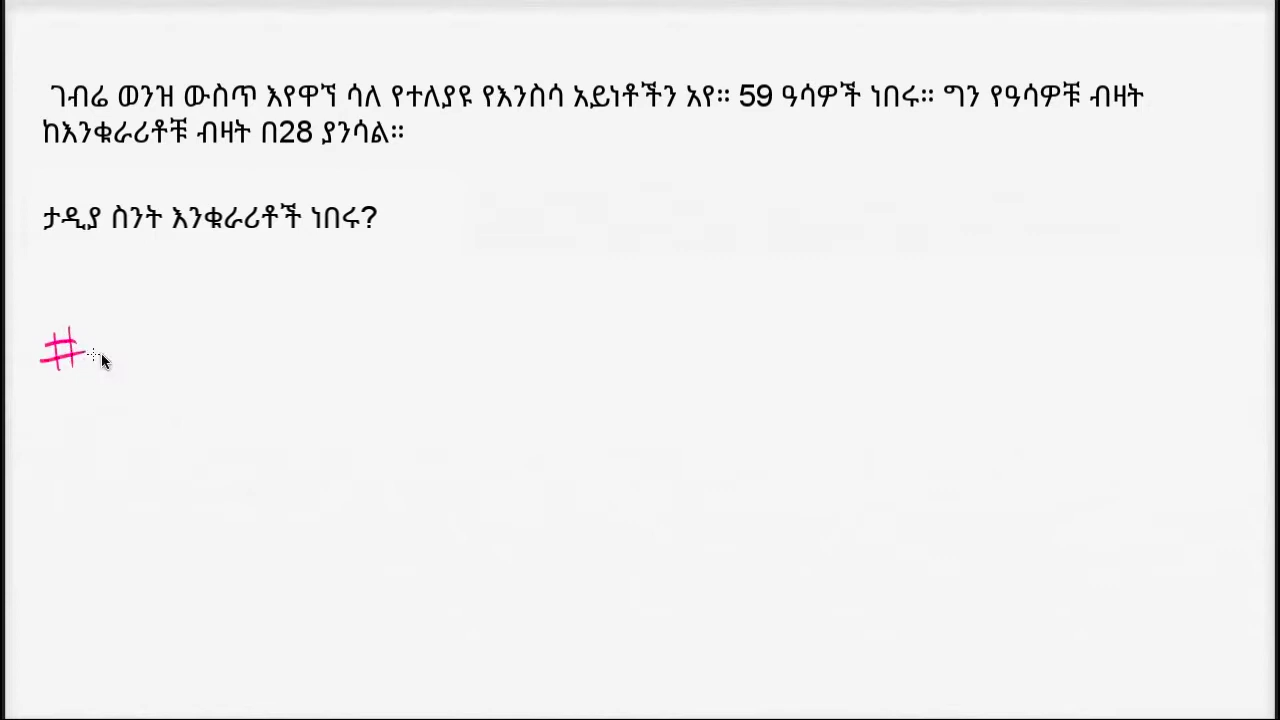 ገብሬ ወንዝ ውስጥ እየዋኘ ሳለ የተለያዩ የእንስሳ አይነቶችን አየ። 59 ዓሳዎች ነበሩ። ግን የዓሳዎቹ ብዛት
ከእንቁራሪቶቹ ብዛት በ28 ያንሳል።
ታዲያ ስንት እንቁራሪቶች ነበሩ?
#